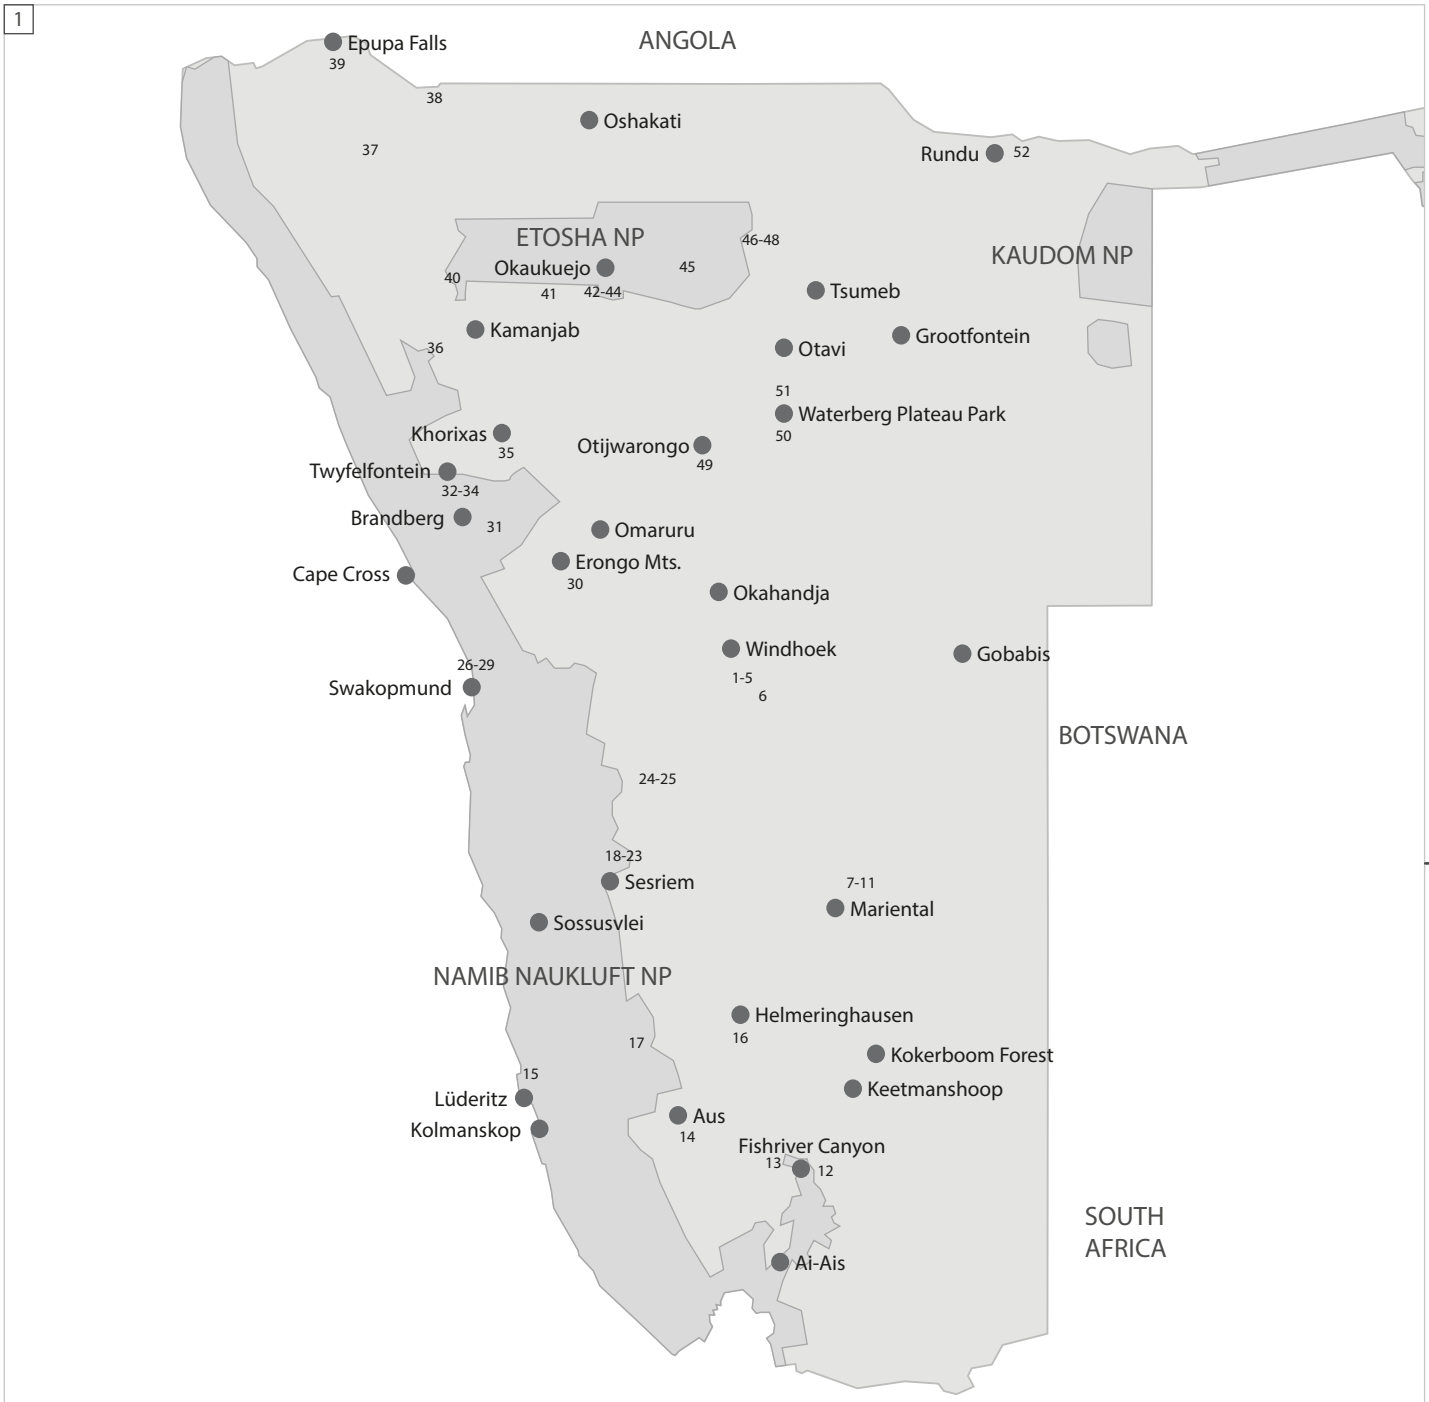 1
ANGOLA
Epupa Falls
39
38
Oshakati
37
Rundu
52
ETOSHA NP
46-48
KAUDOM NP
Okaukuejo
45
40
41
42-44
Tsumeb
Kamanjab
Grootfontein
36
Otavi
51
Waterberg Plateau Park
50
Khorixas
35
Otijwarongo
49
Twyfelfontein
32-34
Brandberg
31
Omaruru
Erongo Mts.
30
Cape Cross
Okahandja
Windhoek
Gobabis
26-29
1-5
6
Swakopmund
BOTSWANA
24-25
18-23
Sesriem
7-11
Mariental
Sossusvlei
NAMIB NAUKLUFT NP
Helmeringhausen
16
17
Kokerboom Forest
15
Keetmanshoop
Lüderitz
Aus
14
Kolmanskop
Fishriver Canyon
13
12
SOUTH
AFRICA
Ai-Ais